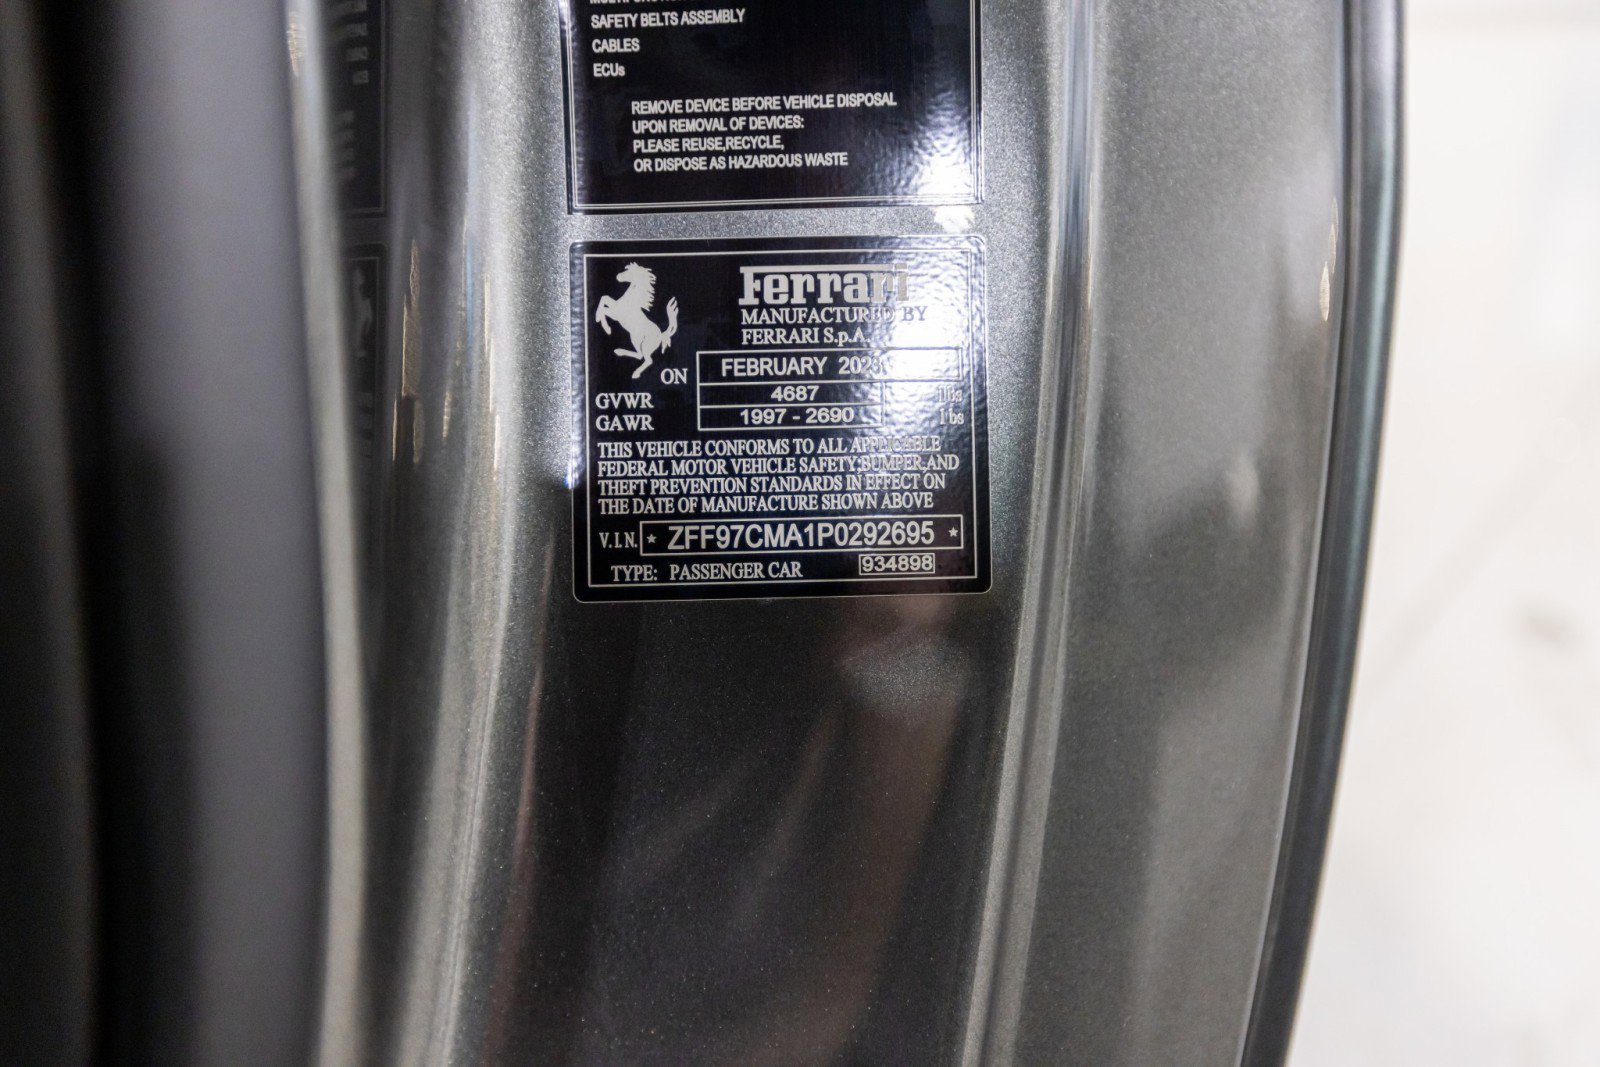 SAFETY BELTS ASSEMBLY
CABLES
ECUs
REMOVE DEVICE BEFORE VEHICLE DISPOSAL
UPON REMOVAL OF DEVICES:
PLEASE REUSE,RECYCLE,
OR DISPOSE AS HAZARDOUS WASTE
Ferrari
MANUFACTURED BY
FERRARI S.p.A.
ON FEBRUARY 2023
GVWR 4687 lbs
GAWR 1997 - 2690 lbs
THIS VEHICLE CONFORMS TO ALL APPLICABLE
FEDERAL MOTOR VEHICLE SAFETY,BUMPER,AND
THEFT PREVENTION STANDARDS IN EFFECT ON
THE DATE OF MANUFACTURE SHOWN ABOVE
V.I.N. * ZFF97CMA1P0292695 *
TYPE: PASSENGER CAR 934898